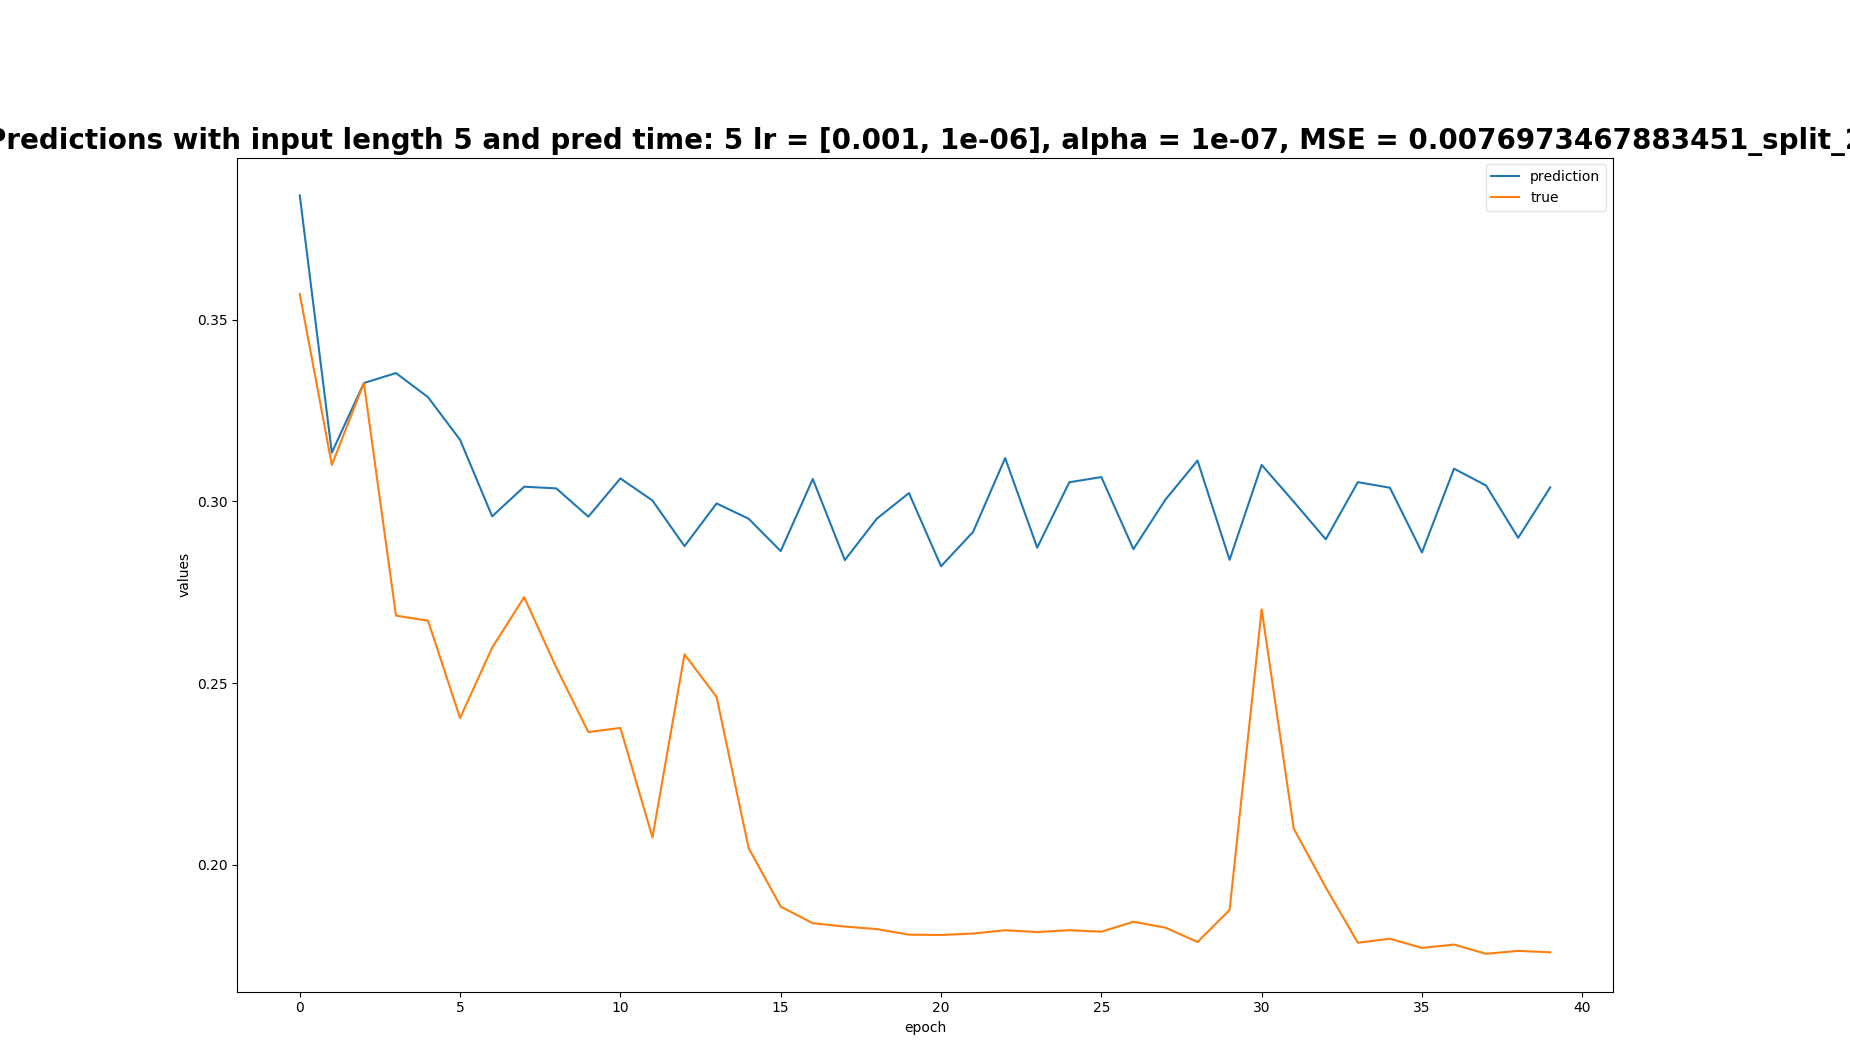 Predictions with input length 5 and pred time: 5 lr = [0.001, 1e-06], alpha = 1e-07, MSE = 0.0076973467883451_split_2
prediction
true
0.35
0.30
0.25
0.20
values
0 5 10 15 20 25 30 35 40
epoch